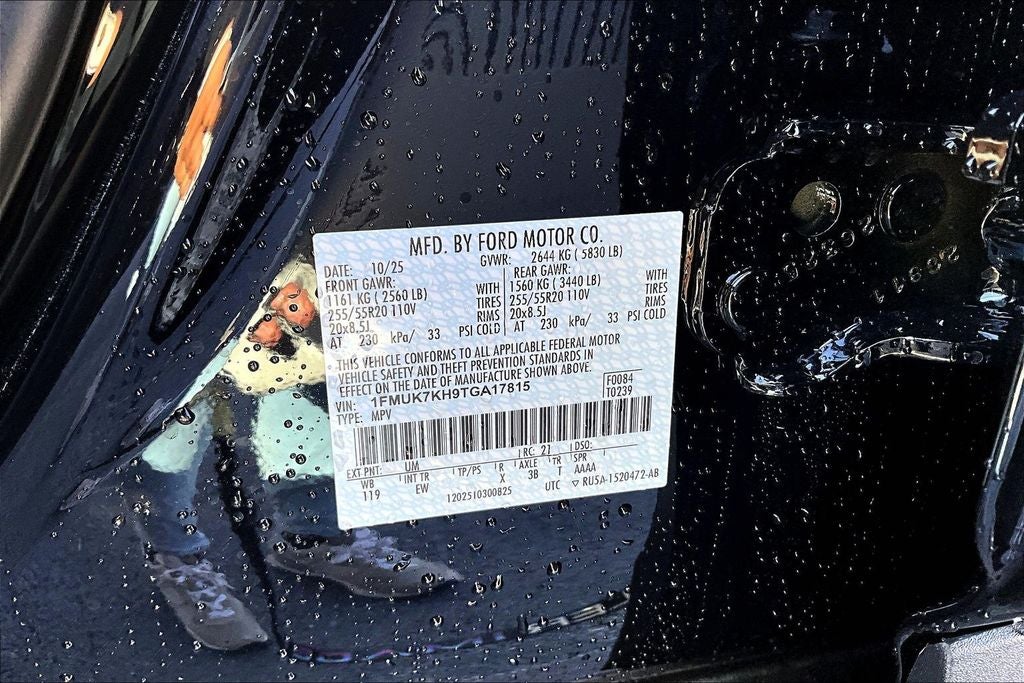 MFD. BY FORD MOTOR CO.
DATE: 10/25 GVWR: 2644 KG ( 5830 LB)
FRONT GAWR: REAR GAWR:
1161 KG ( 2560 LB) WITH 1560 KG ( 3440 LB) WITH
255/55R20 110V TIRES 255/55R20 110V TIRES
20x8.5J RIMS 20x8.5J RIMS
AT 230 kPa/ 33 PSI COLD AT 230 kPa/ 33 PSI COLD
THIS VEHICLE CONFORMS TO ALL APPLICABLE FEDERAL MOTOR
VEHICLE SAFETY AND THEFT PREVENTION STANDARDS IN
EFFECT ON THE DATE OF MANUFACTURE SHOWN ABOVE.
VIN: 1FMUK7KH9TGA17815 F0084
TYPE: MPV T0239
EXT PNT: UM RC: 21 DSO:
WB INT TR TP/PS R AXLE TR SPR
119 EW X 3B T AAAA
1202510300825 UTC ▽ RU5A-1520472-AB